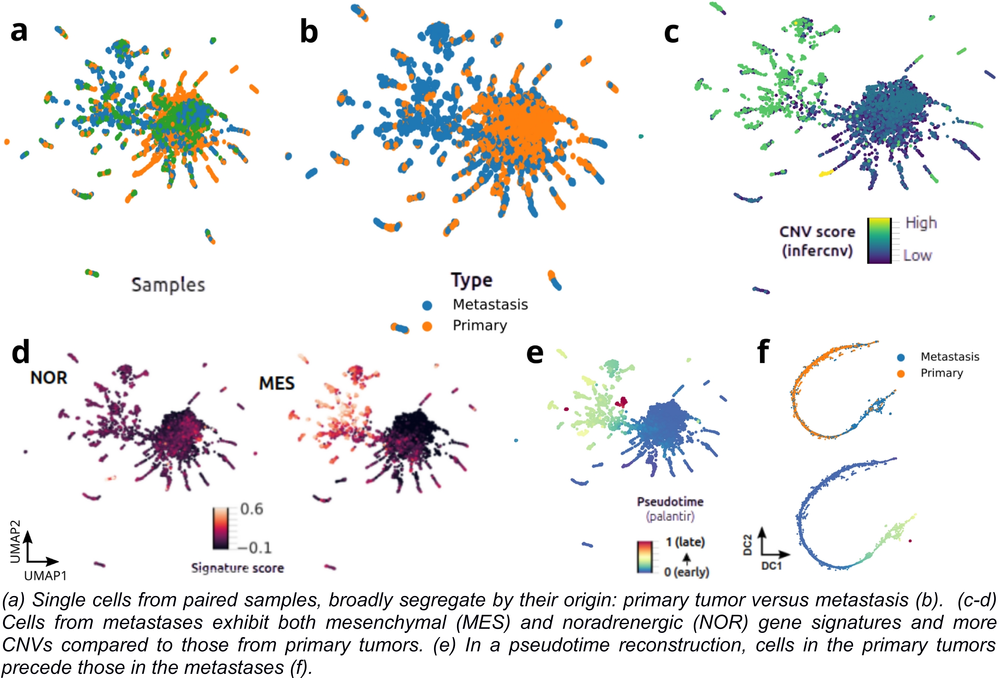 a
b
c
Samples
Type
Metastasis
Primary
CNV score
(infercnv)
High
Low
d
NOR
MES
0.6
−0.1
Signature score
UMAP2
UMAP1
e
Pseudotime
(palantir)
1 (late)
0 (early)
f
Metastasis
Primary
DC2
DC1
(a) Single cells from paired samples, broadly segregate by their origin: primary tumor versus metastasis (b). (c-d)
Cells from metastases exhibit both mesenchymal (MES) and noradrenergic (NOR) gene signatures and more
CNVs compared to those from primary tumors. (e) In a pseudotime reconstruction, cells in the primary tumors
precede those in the metastases (f).